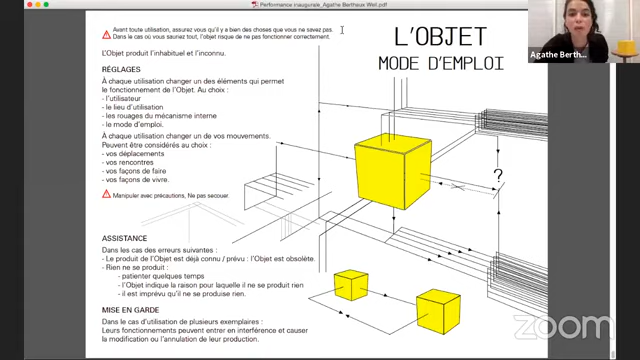 Performance inaugurale_Agathe Berthaux Weil.pdf
Avant toute utilisation, assurez vous qu'il y a bien des choses que vous ne savez pas.
Dans le cas où vous sauriez tout, l'objet risque de ne pas fonctionner correctement.
L'OBJET
MODE D'EMPLOI
Agathe Berth...
L'Objet produit l'inhabituel et l'inconnu.
RÉGLAGES
À chaque utilisation changer un des éléments qui permet
le fonctionnement de l'Objet. Au choix :
- l'utilisateur
- le lieu d'utilisation
- les rouages du mécanisme interne
- le mode d'emploi.
À chaque utilisation changer un de vos mouvements.
Peuvent être considérés au choix :
- vos déplacements
- vos rencontres
- vos façons de faire
- vos façons de vivre.
?
Manipuler avec précautions, Ne pas secouer
ASSISTANCE
Dans les cas des erreurs suivantes :
- Le produit de l'Objet est déjà connu / prévu : l'Objet est obsolète.
- Rien ne se produit :
- patienter quelques temps
- l'Objet indique la raison pour laquelle il ne se produit rien
- il est imprévu qu'il ne se produise rien.
MISE EN GARDE
Dans le cas d'utilisation de plusieurs exemplaires :
Leurs fonctionnements peuvent entrer en interférence et causer
la modification ou l'annulation de leur production.
zoom